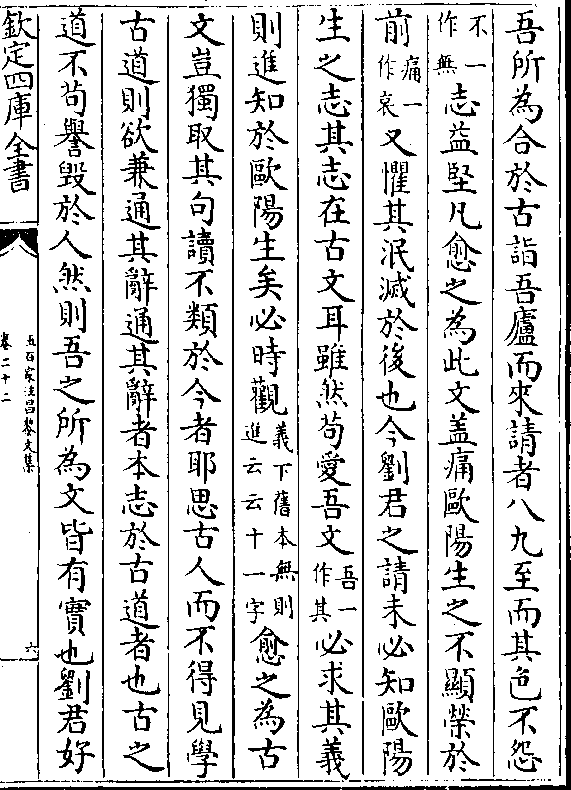 吾所為合於古詣吾廬而來請者八九至而其色不怨
不一作無志益堅凡愈之為此文蓋痛歐陽生之不顯榮於
前痛一作哀又懼其泯滅於後也今劉君之請未必知歐陽
生之志其志在古文耳雖然苟愛吾文吾一作其必求其義
則進知於歐陽生矣必時觀義下舊本無則進云云十一字愈之為古
文豈獨取其句讀不類於今者耶思古人而不得見學
古道則欲兼通其辭通其辭者本志於古道者也古之
道不苟譽毀於人然則吾之所為文皆有實也劉君好
欽定四庫全書
五百家注昌黎文集
卷二十二
六